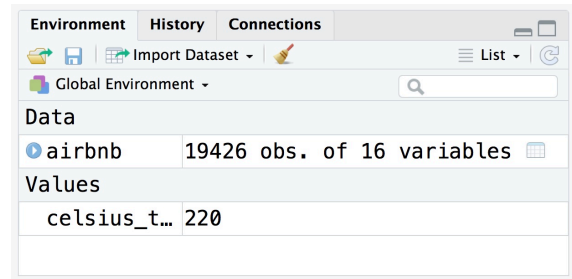 Environment History Connections
Import Dataset List
Global Environment
Data
airbnb 19426 obs. of 16 variables
Values
celsius_t… 220